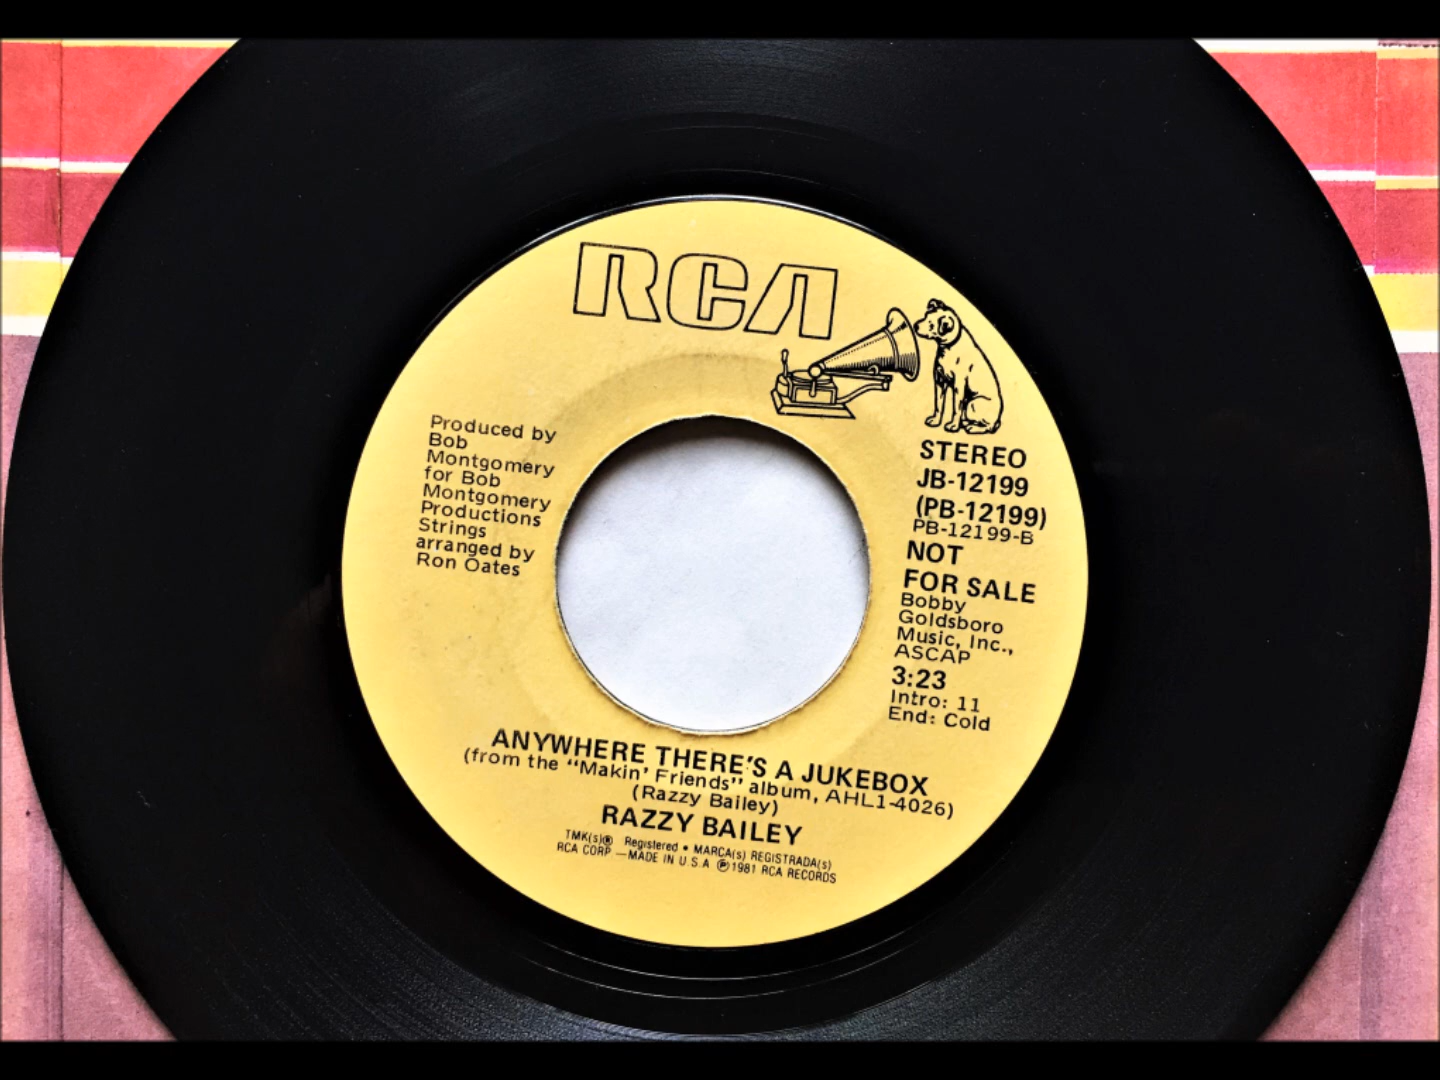 RCA
Produced by
Bob
Montgomery
for Bob
Montgomery
Productions
Strings
arranged by
Ron Oates
STEREO
JB-12199
(PB-12199)
PB-12199-B
NOT
FOR SALE
Bobby
Goldsboro
Music, Inc.,
ASCAP
3:23
Intro: 11
End: Cold
ANYWHERE THERE'S A JUKEBOX
(from the "Makin' Friends" album, AHL1-4026)
(Razzy Bailey)
RAZZY BAILEY
TMK(s)® Registered • MARCA(s) REGISTRADA(s)
RCA CORP.—MADE IN U.S.A ℗1981 RCA RECORDS